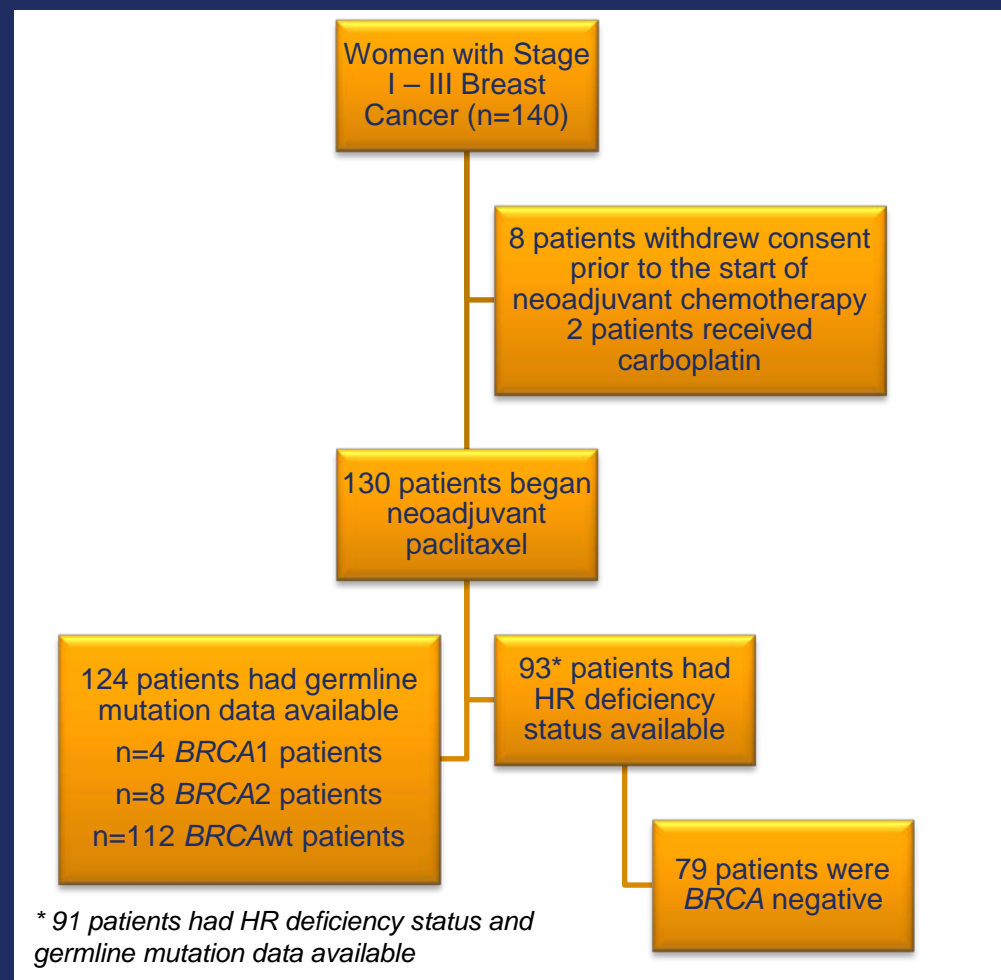 Women with Stage
I – III Breast
Cancer (n=140)
8 patients withdrew consent
prior to the start of
neoadjuvant chemotherapy
2 patients received
carboplatin
130 patients began
neoadjuvant
paclitaxel
124 patients had germline
mutation data available
n=4 BRCA1 patients
n=8 BRCA2 patients
n=112 BRCAwt patients
93* patients had
HR deficiency
status available
79 patients were
BRCA negative
* 91 patients had HR deficiency status and
germline mutation data available